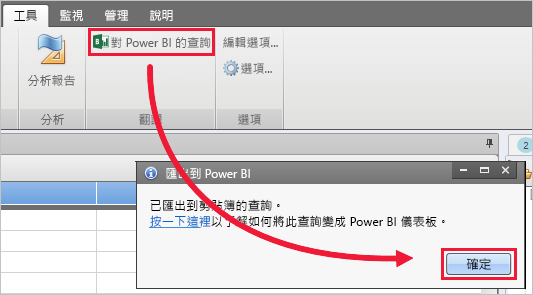 工具 監視 管理 說明
對 Power BI 的查詢 編輯選項...
分析報告 選項...
分析 翻譯 選項
2
匯出到 Power BI
已匯出到剪貼簿的查詢。
按一下這裡以了解如何將此查詢變成 Power BI 儀表板。
確定